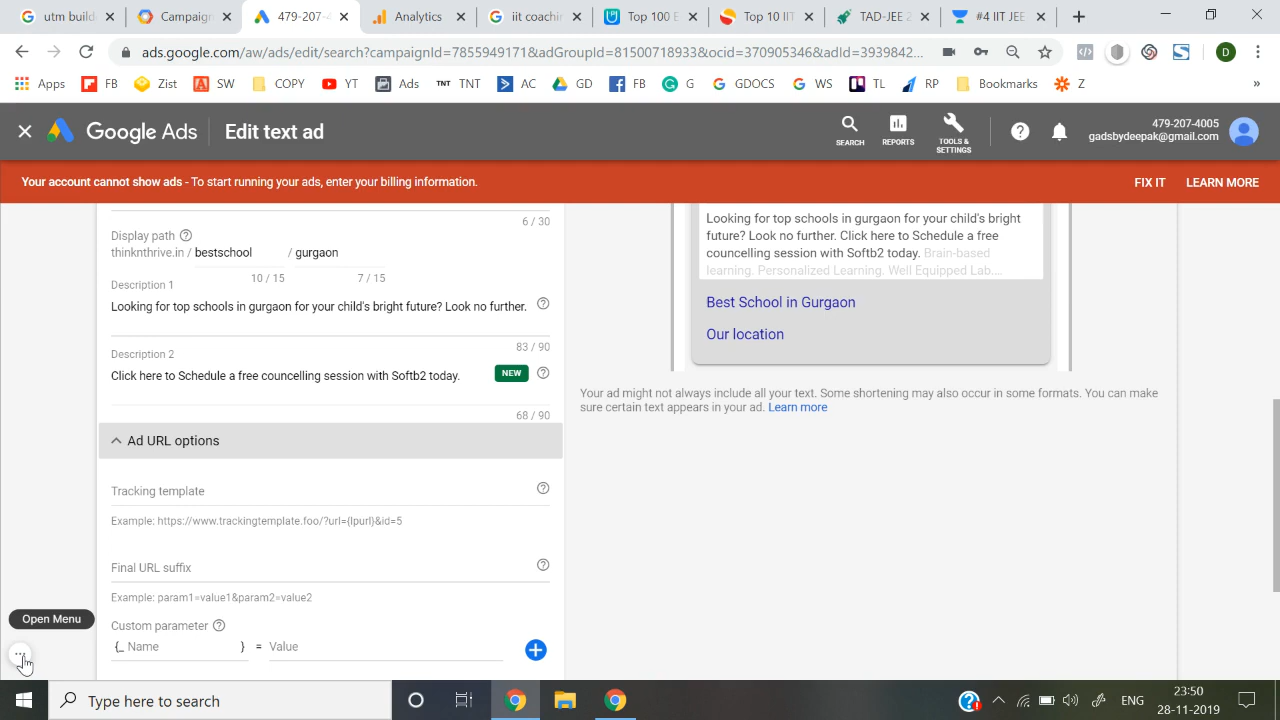 utm build
Campaign
479-207-4
Analytics
iit coachin
Top 100 E
Top 10 IIT
TAD-JEE 2
#4 IIT JEE
ads.google.com/aw/ads/edit/search?campaignId=7855949171&adGroupId=81500718933&ocid=370905346&adId=3939842...
D
Apps
FB
Zist
SW
COPY
YT
Ads
TNT TNT
AC
GD
FB
G
GDOCS
WS
TL
RP
Bookmarks
Z
»
Google Ads
Edit text ad
SEARCH
REPORTS
TOOLS & SETTINGS
479-207-4005
gadsbydeepak@gmail.com
Your account cannot show ads - To start running your ads, enter your billing information.
FIX IT
LEARN MORE
6 / 30
Display path
thinknthrive.in / bestschool / gurgaon
10 / 15
7 / 15
Description 1
Looking for top schools in gurgaon for your child's bright future? Look no further.
83 / 90
Description 2
Click here to Schedule a free councelling session with Softb2 today.
NEW
68 / 90
Ad URL options
Tracking template
Example: https://www.trackingtemplate.foo/?url={lpurl}&id=5
Final URL suffix
Example: param1=value1&param2=value2
Custom parameter
{_ Name } = Value
Open Menu
Looking for top schools in gurgaon for your child's bright
future? Look no further. Click here to Schedule a free
councelling session with Softb2 today. Brain-based
learning. Personalized Learning. Well Equipped Lab....
Best School in Gurgaon
Our location
Your ad might not always include all your text. Some shortening may also occur in some formats. You can make
sure certain text appears in your ad. Learn more
Type here to search
ENG
23:50
28-11-2019